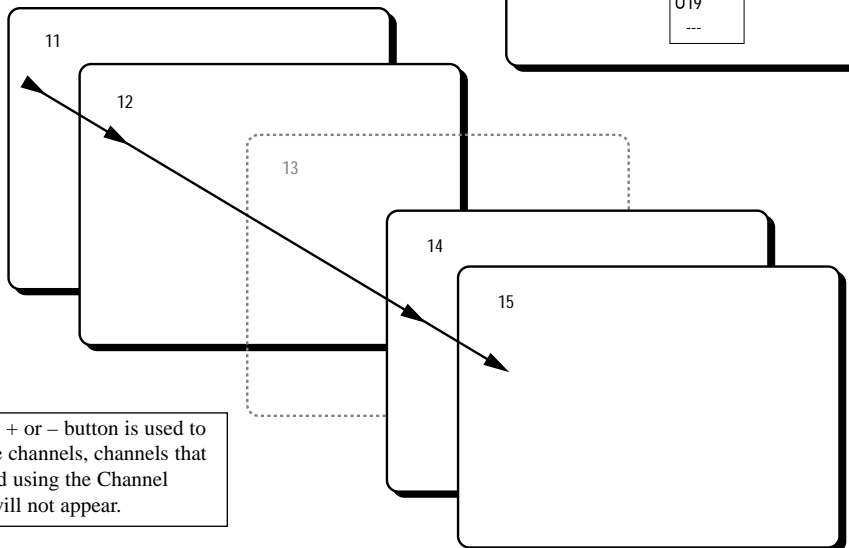 U19
---
11
12
13
14
15
+ or – button is used to
channels, channels that
using the Channel
will not appear.